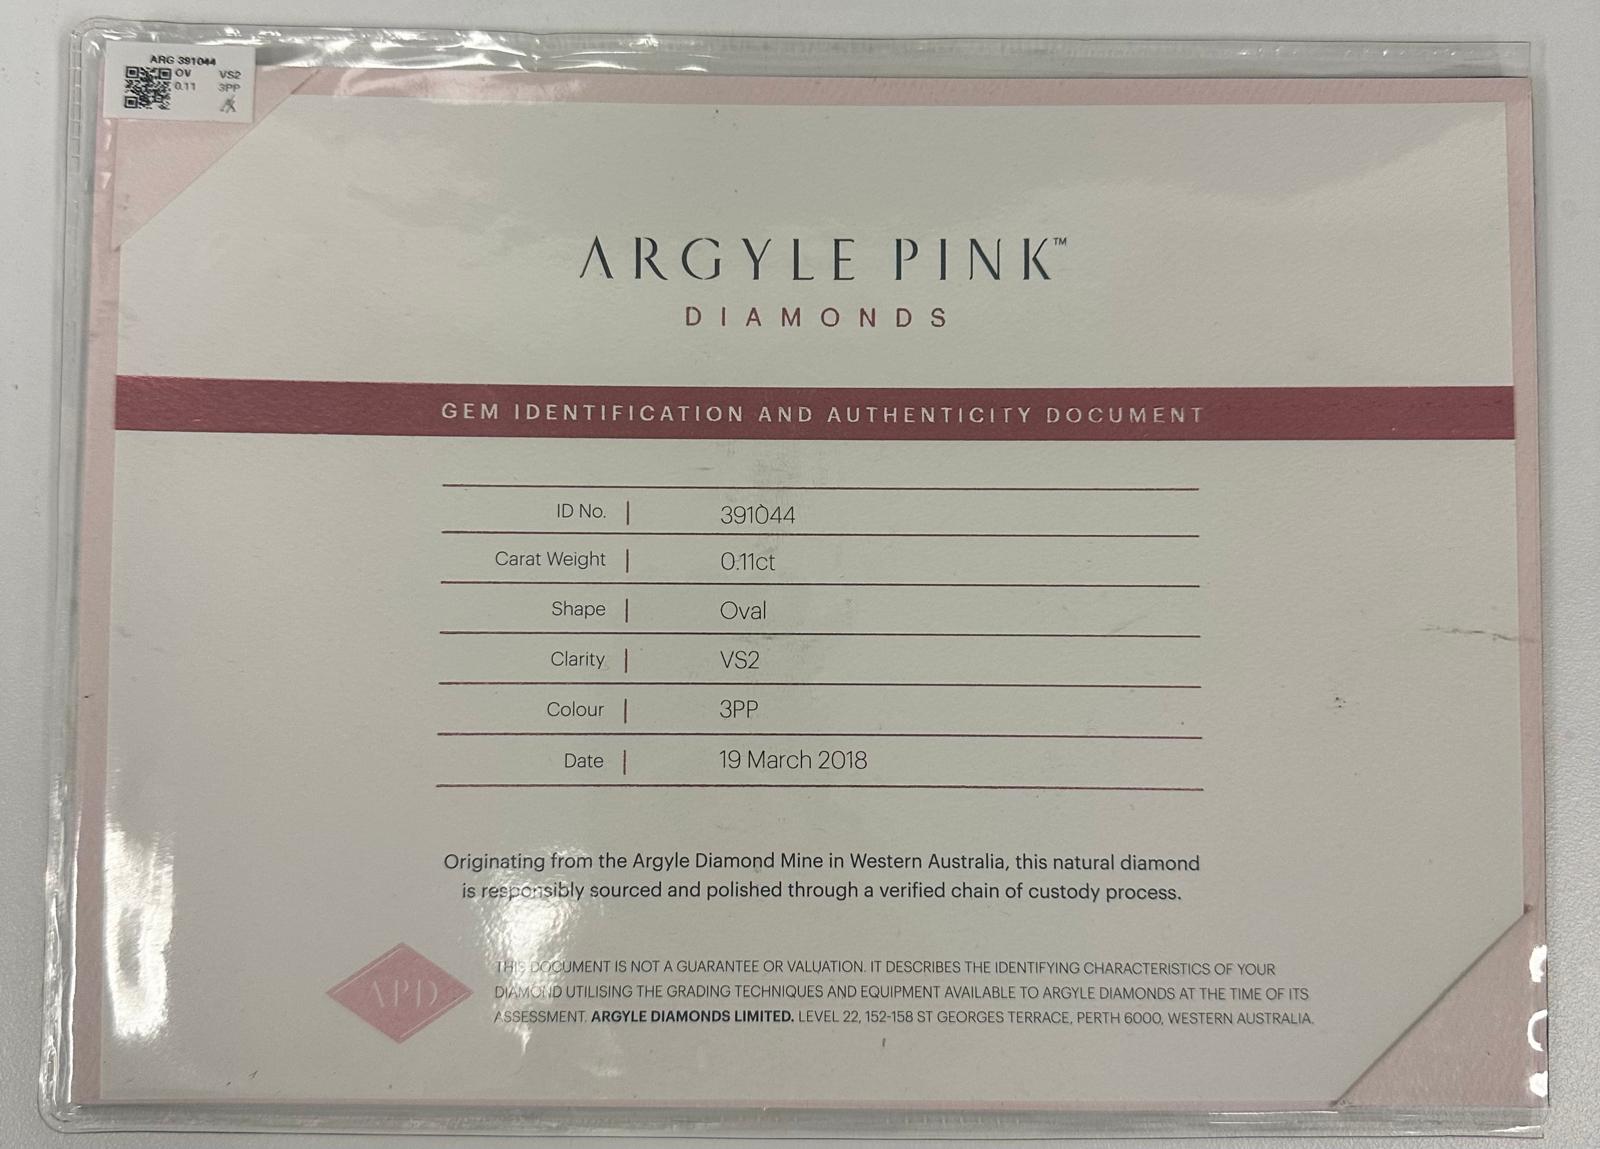 ARG 391044
OV VS2
0.11 3PP
ARGYLE PINK™
DIAMONDS
GEM IDENTIFICATION AND AUTHENTICITY DOCUMENT
ID No. | 391044
Carat Weight | 0.11ct
Shape | Oval
Clarity | VS2
Colour | 3PP
Date | 19 March 2018
Originating from the Argyle Diamond Mine in Western Australia, this natural diamond
is responsibly sourced and polished through a verified chain of custody process.
APD
THIS DOCUMENT IS NOT A GUARANTEE OR VALUATION. IT DESCRIBES THE IDENTIFYING CHARACTERISTICS OF YOUR
DIAMOND UTILISING THE GRADING TECHNIQUES AND EQUIPMENT AVAILABLE TO ARGYLE DIAMONDS AT THE TIME OF ITS
ASSESSMENT. ARGYLE DIAMONDS LIMITED. LEVEL 22, 152-158 ST GEORGES TERRACE, PERTH 6000, WESTERN AUSTRALIA.